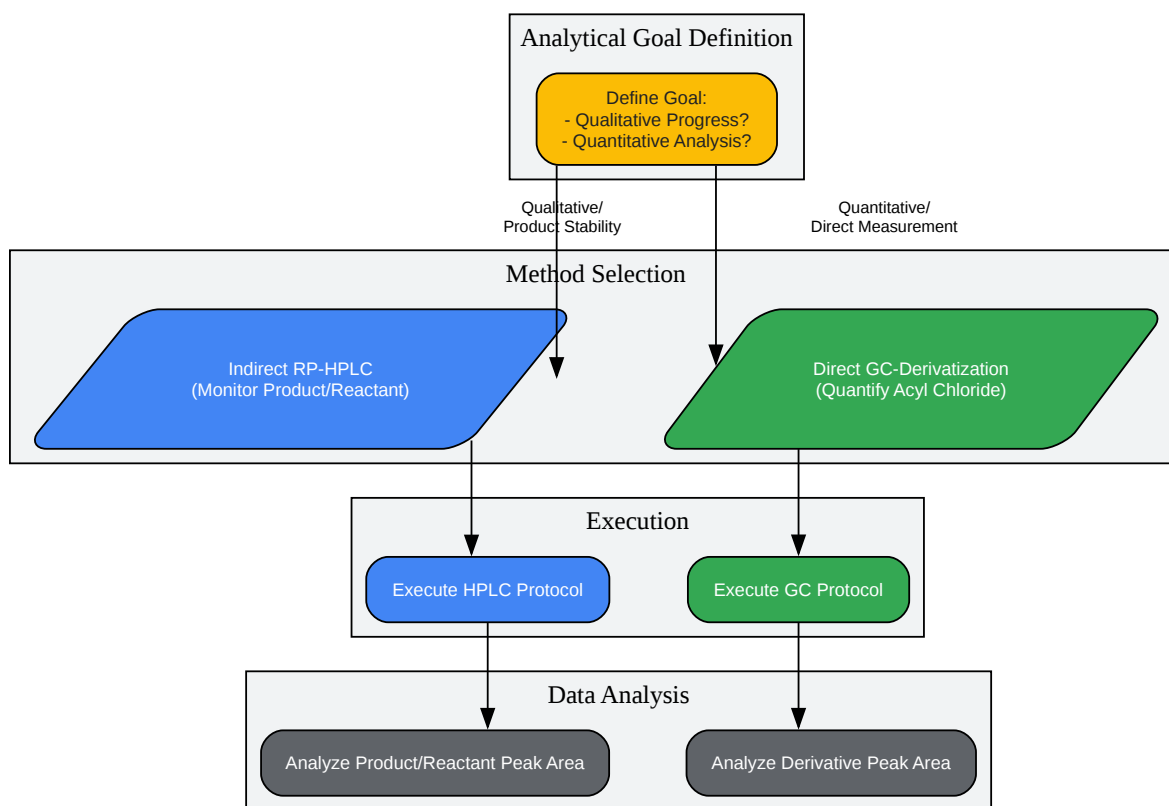 Analytical Goal Definition
Define Goal:
- Qualitative Progress?
- Quantitative Analysis?
Qualitative/
Product Stability
Quantitative/
Direct Measurement
Method Selection
Indirect RP-HPLC
(Monitor Product/Reactant)
Direct GC-Derivatization
(Quantify Acyl Chloride)
Execution
Execute HPLC Protocol
Execute GC Protocol
Data Analysis
Analyze Product/Reactant Peak Area
Analyze Derivative Peak Area